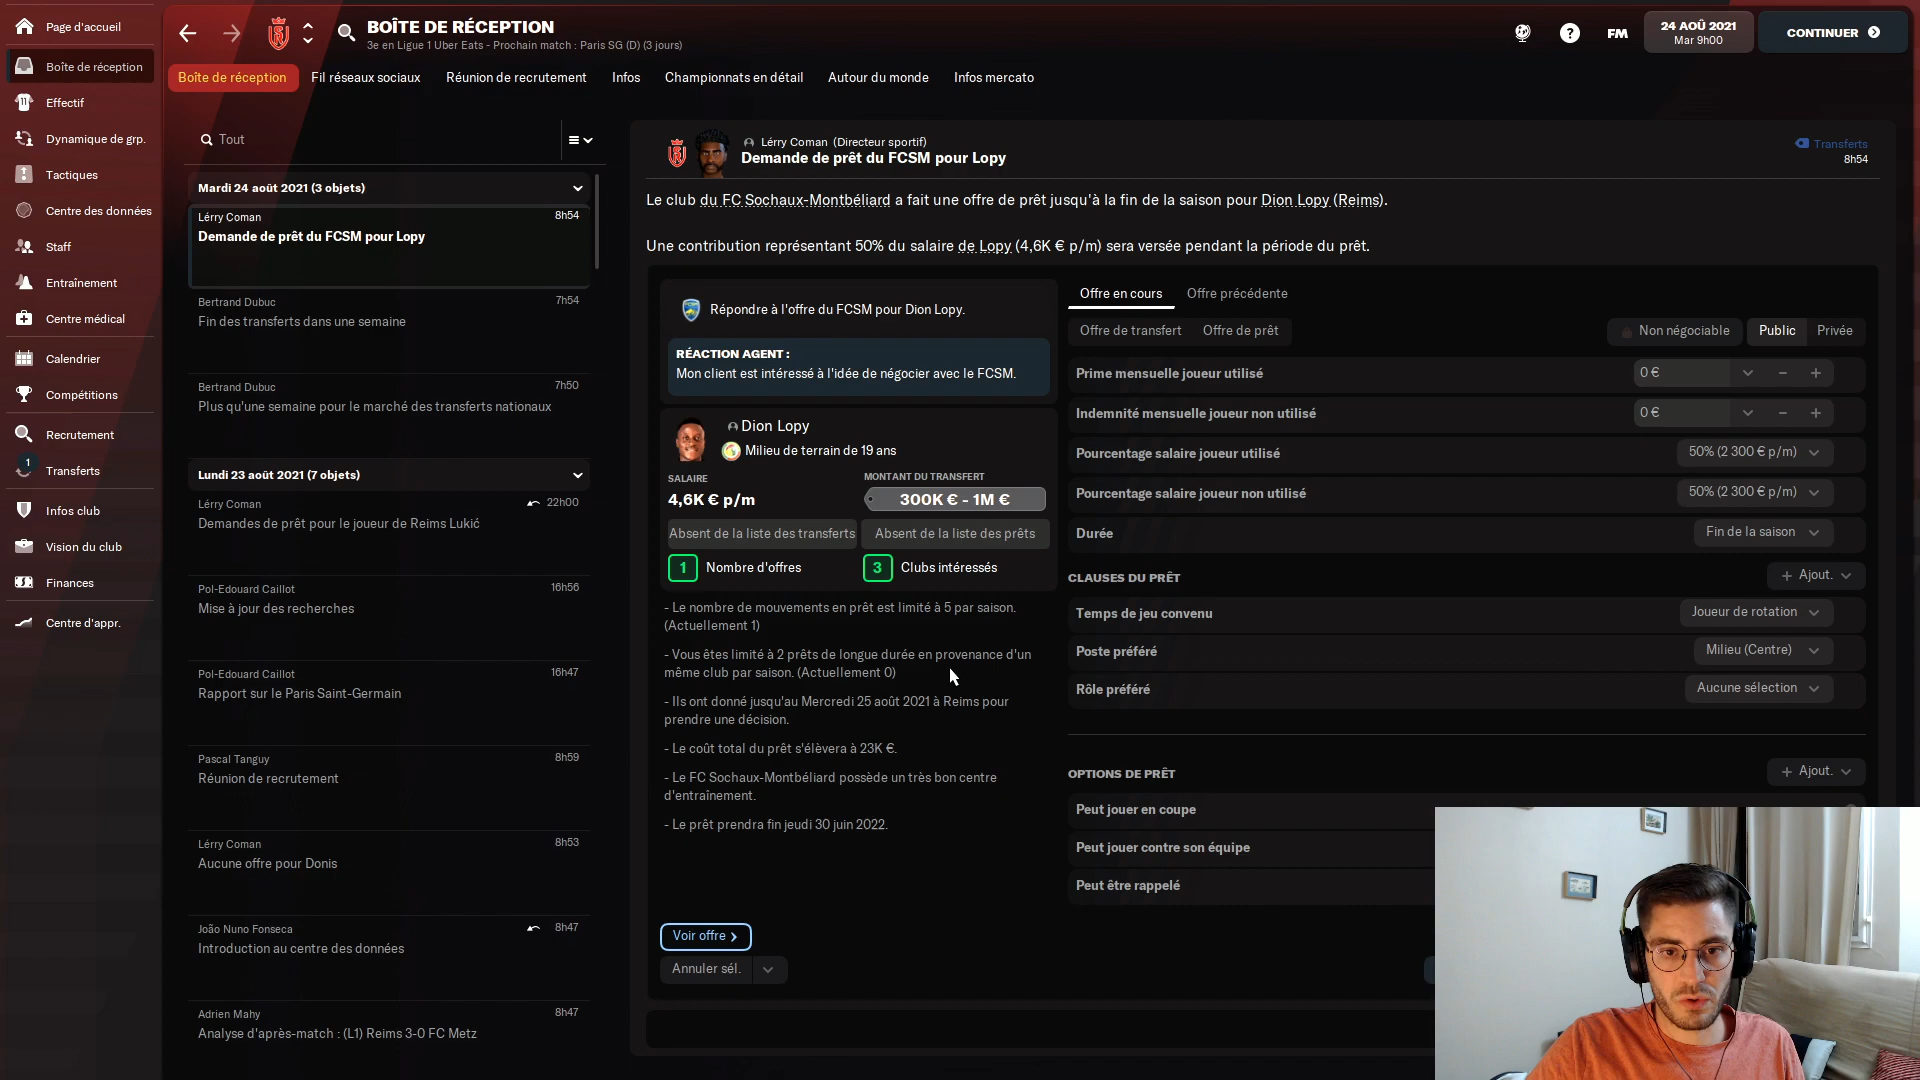 Page d'accueil
Boîte de réception
Effectif
Dynamique de grp.
Tactiques
Centre des données
Staff
Entraînement
Centre médical
Calendrier
Compétitions
Recrutement
1
Transferts
Infos club
Vision du club
Finances
Centre d'appr.
BOÎTE DE RÉCEPTION
3e en Ligue 1 Uber Eats - Prochain match : Paris SG (D) (3 jours)
FM
24 AOÛ 2021
Mar 9h00
CONTINUER
Boîte de réception
Fil réseaux sociaux
Réunion de recrutement
Infos
Championnats en détail
Autour du monde
Infos mercato
Tout
Mardi 24 août 2021 (3 objets)
Lérry Coman 8h54
Demande de prêt du FCSM pour Lopy
Bertrand Dubuc 7h54
Fin des transferts dans une semaine
Bertrand Dubuc 7h50
Plus qu'une semaine pour le marché des transferts nationaux
Lundi 23 août 2021 (7 objets)
Lérry Coman 22h00
Demandes de prêt pour le joueur de Reims Lukić
Pol-Edouard Caillot 16h56
Mise à jour des recherches
Pol-Edouard Caillot 16h47
Rapport sur le Paris Saint-Germain
Pascal Tanguy 8h59
Réunion de recrutement
Lérry Coman 8h53
Aucune offre pour Donis
João Nuno Fonseca 8h47
Introduction au centre des données
Adrien Mahy 8h47
Analyse d'après-match : (L1) Reims 3-0 FC Metz
Lérry Coman (Directeur sportif)
Demande de prêt du FCSM pour Lopy
Transferts
8h54
Le club du FC Sochaux-Montbéliard a fait une offre de prêt jusqu'à la fin de la saison pour Dion Lopy (Reims).
Une contribution représentant 50% du salaire de Lopy (4,6K € p/m) sera versée pendant la période du prêt.
Répondre à l'offre du FCSM pour Dion Lopy.
RÉACTION AGENT :
Mon client est intéressé à l'idée de négocier avec le FCSM.
Dion Lopy
Milieu de terrain de 19 ans
SALAIRE
4,6K € p/m
MONTANT DU TRANSFERT
300K € - 1M €
Absent de la liste des transferts
Absent de la liste des prêts
1 Nombre d'offres
3 Clubs intéressés
- Le nombre de mouvements en prêt est limité à 5 par saison.
(Actuellement 1)
- Vous êtes limité à 2 prêts de longue durée en provenance d'un
même club par saison. (Actuellement 0)
- Ils ont donné jusqu'au Mercredi 25 août 2021 à Reims pour
prendre une décision.
- Le coût total du prêt s'élèvera à 23K €.
- Le FC Sochaux-Montbéliard possède un très bon centre
d'entraînement.
- Le prêt prendra fin jeudi 30 juin 2022.
Voir offre
Annuler sél.
Offre en cours
Offre précédente
Offre de transfert
Offre de prêt
Non négociable
Public
Privée
Prime mensuelle joueur utilisé 0 €
Indemnité mensuelle joueur non utilisé 0 €
Pourcentage salaire joueur utilisé 50% (2 300 € p/m)
Pourcentage salaire joueur non utilisé 50% (2 300 € p/m)
Durée Fin de la saison
CLAUSES DU PRÊT + Ajout.
Temps de jeu convenu Joueur de rotation
Poste préféré Milieu (Centre)
Rôle préféré Aucune sélection
OPTIONS DE PRÊT + Ajout.
Peut jouer en coupe
Peut jouer contre son équipe
Peut être rappelé